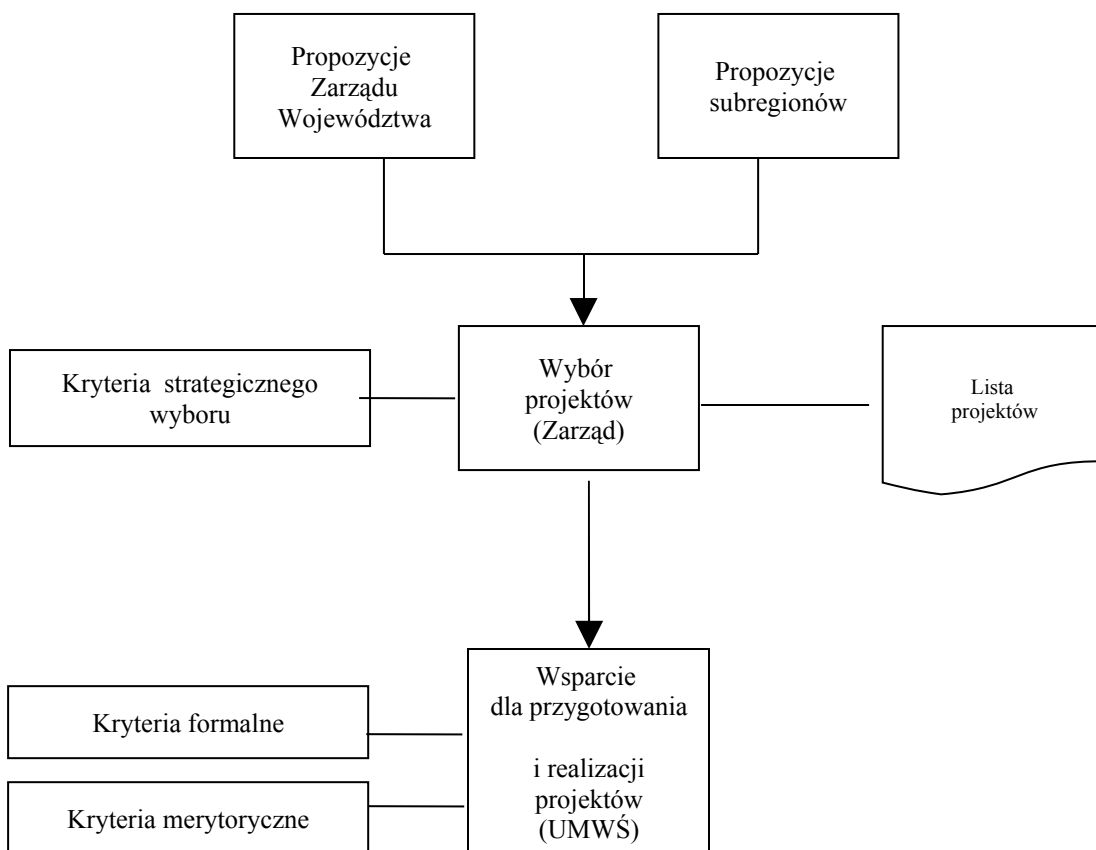 Propozycje
Zarządu
Województwa
Propozycje
subregionów
Kryteria strategicznego
wyboru
Wybór
projektów
(Zarząd)
Lista
projektów
Wsparcie
dla przygotowania
i realizacji
projektów
(UMWŚ)
Kryteria formalne
Kryteria merytoryczne